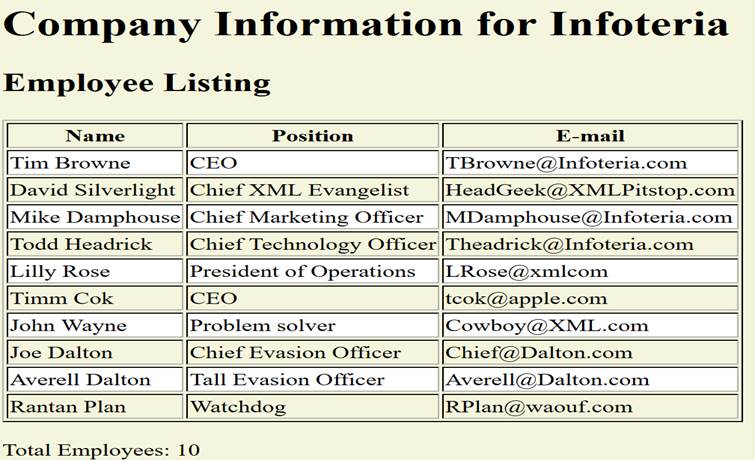 Company Information for Infoteria
Employee Listing
Name Position E-mail
Tim Browne CEO TBrowne@Infoteria.com
David Silverlight Chief XML Evangelist HeadGeek@XMLPitstop.com
Mike Damphouse Chief Marketing Officer MDamphouse@Infoteria.com
Todd Headrick Chief Technology Officer Theadrick@Infoteria.com
Lilly Rose President of Operations LRose@xmlcom
Timm Cok CEO tcok@apple.com
John Wayne Problem solver Cowboy@XML.com
Joe Dalton Chief Evasion Officer Chief@Dalton.com
Averell Dalton Tall Evasion Officer Averell@Dalton.com
Rantan Plan Watchdog RPlan@waouf.com
Total Employees: 10